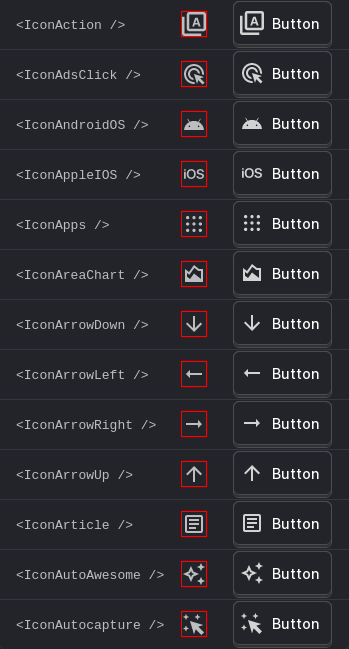 <IconAction /> A Button
<IconAdsClick /> Button
<IconAndroidOS /> Button
<IconAppleIOS /> iOS iOS Button
<IconApps /> Button
<IconAreaChart /> Button
<IconArrowDown /> Button
<IconArrowLeft /> Button
<IconArrowRight /> Button
<IconArrowUp /> Button
<IconArticle /> Button
<IconAutoAwesome /> Button
<IconAutocapture /> Button